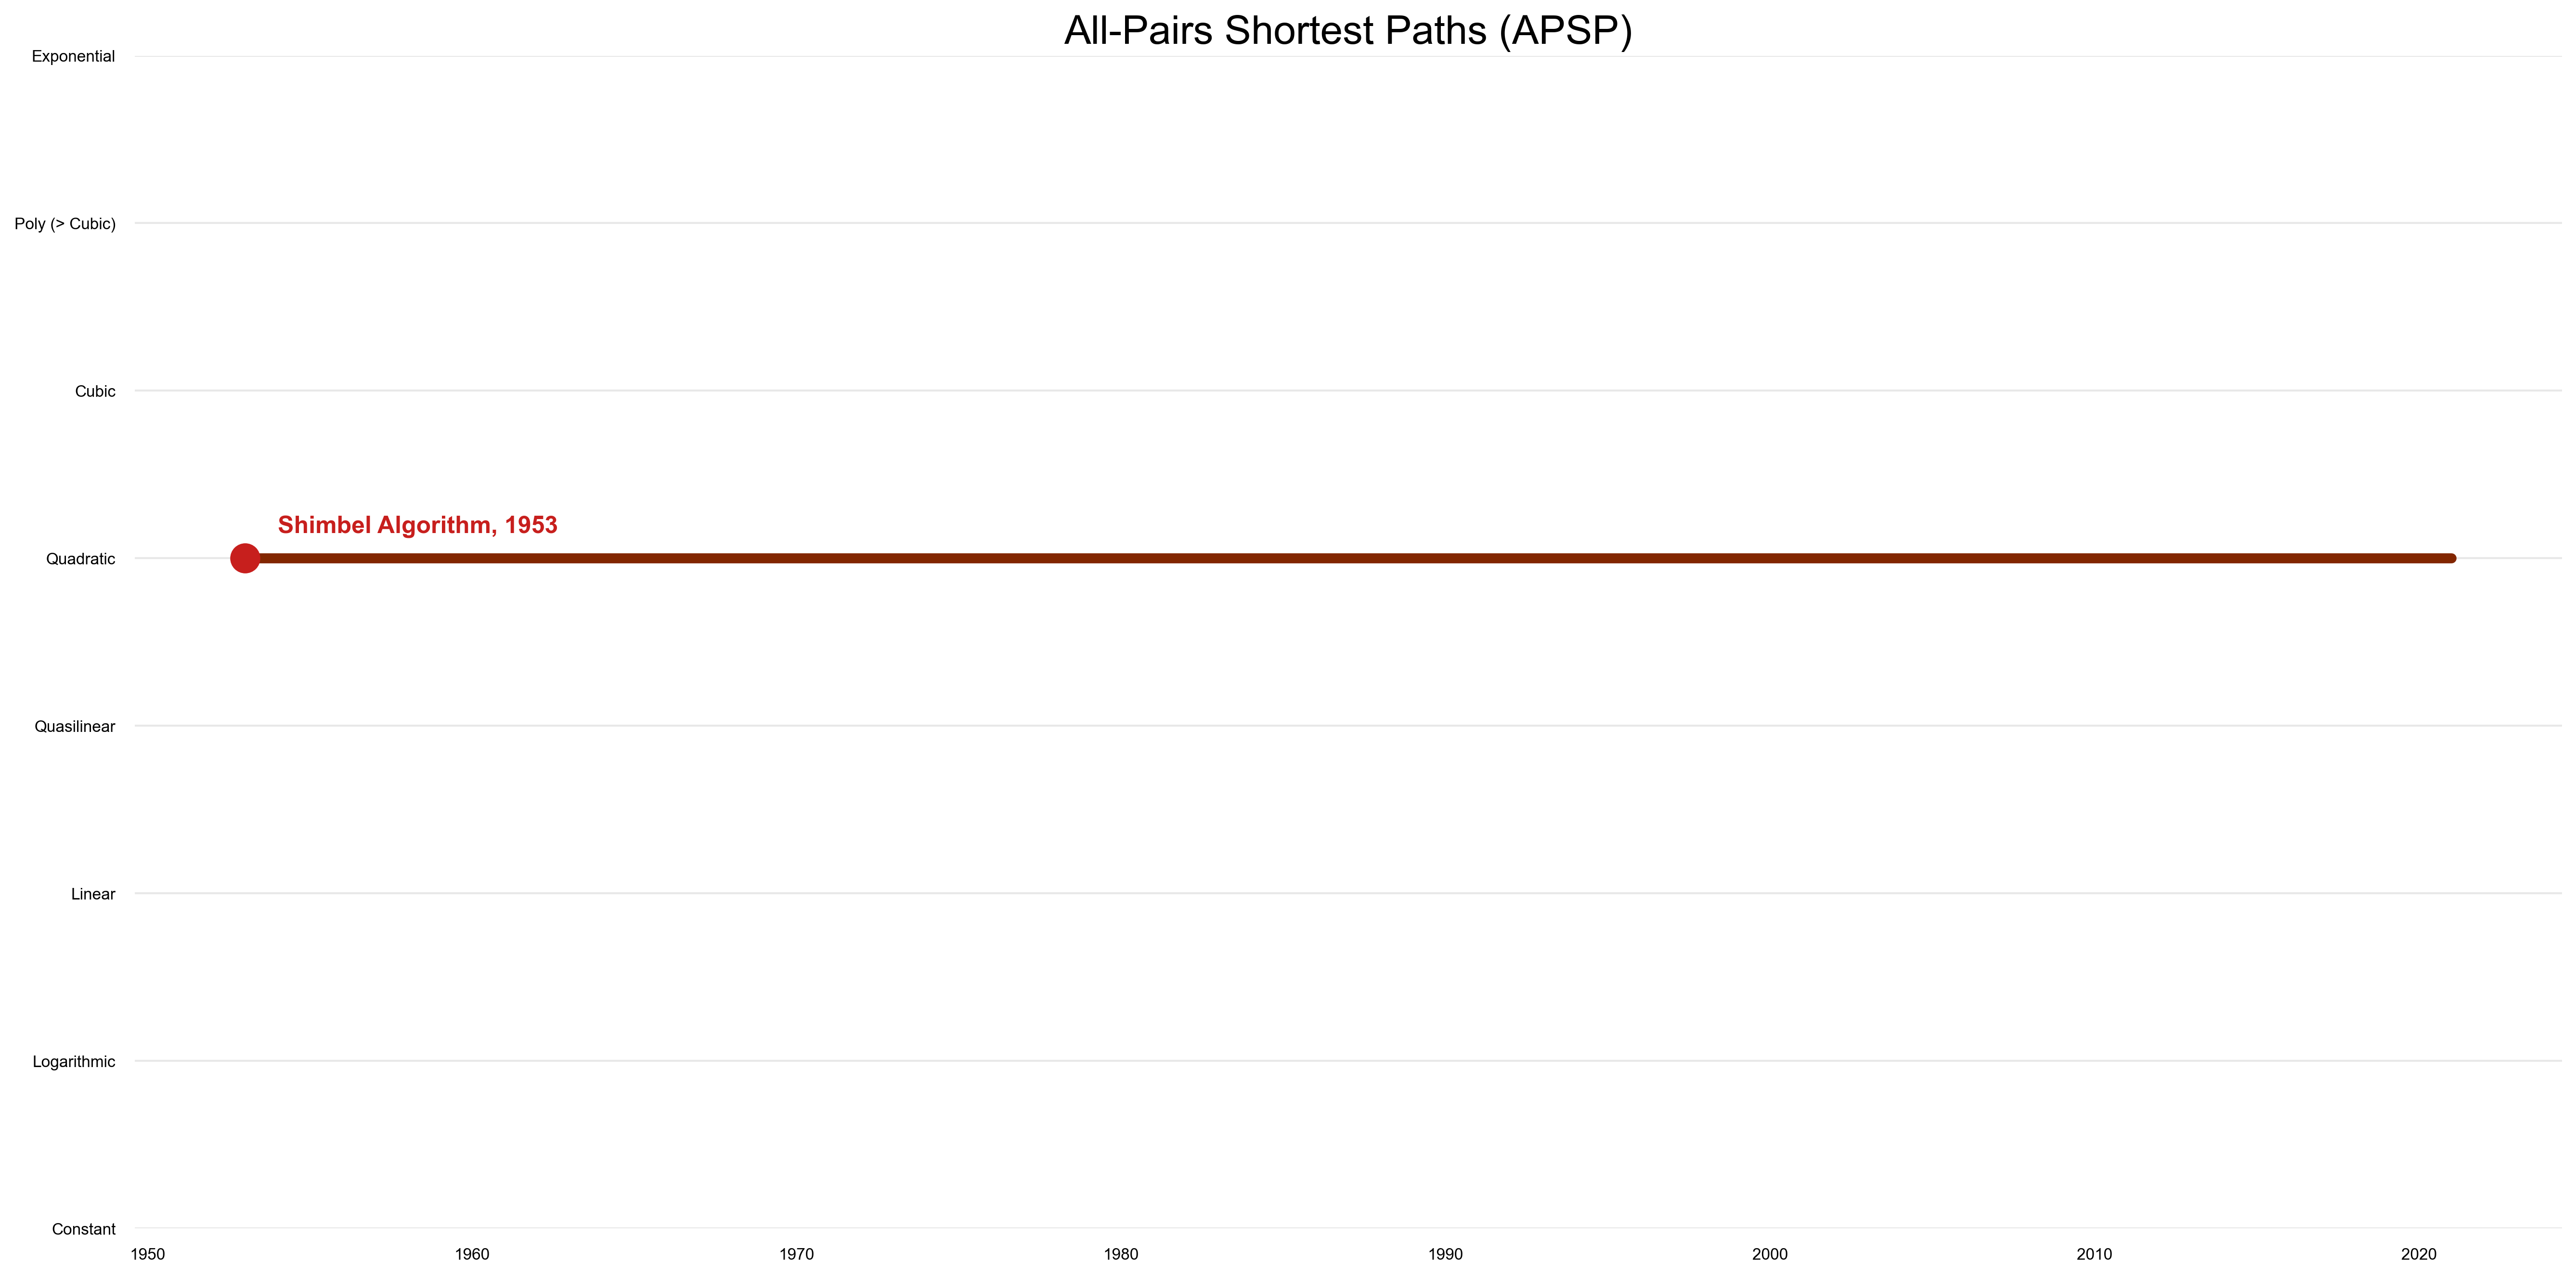 All-Pairs Shortest Paths (APSP)
Exponential
Poly (> Cubic)
Cubic
Shimbel Algorithm, 1953
Quadratic
Quasilinear
Linear
Logarithmic
Constant
1950 1960 1970 1980 1990 2000 2010 2020